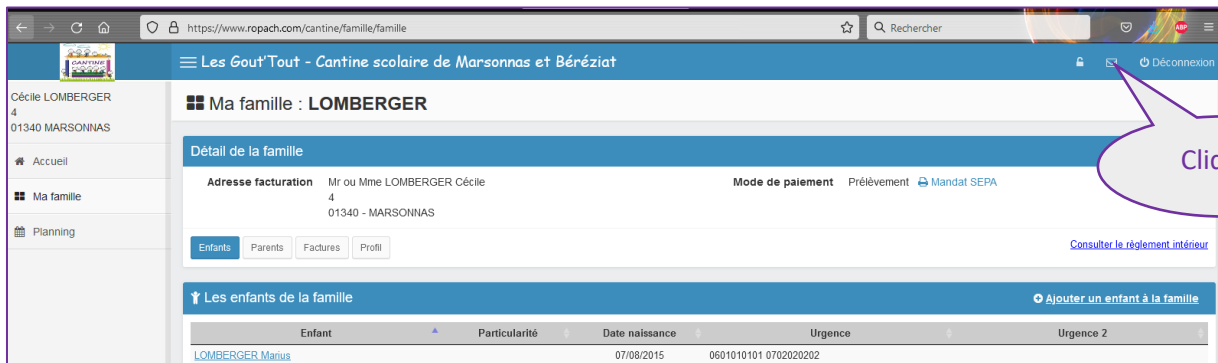 https://www.ropach.com/cantine/famille/famille
Rechercher
ABP
CANTINE
Les Gout'Tout - Cantine scolaire de Marsonnas et Béréziat
Déconnexion
Cécile LOMBERGER
4
01340 MARSONNAS
Accueil
Ma famille
Planning
Ma famille : LOMBERGER
Détail de la famille
Adresse facturation Mr ou Mme LOMBERGER Cécile
4
01340 - MARSONNAS
Mode de paiement Prélèvement Mandat SEPA
Clic
Enfants Parents Factures Profil
Consulter le règlement intérieur
Les enfants de la famille
Ajouter un enfant à la famille
Enfant Particularité Date naissance Urgence Urgence 2
LOMBERGER Marius 07/08/2015 0601010101 0702020202